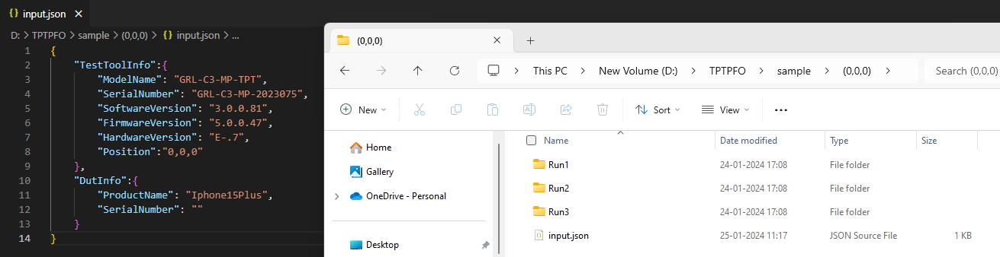 input.json
D: > TPTPFO > sample > (0,0,0) > {} input.json > ...
1 {
2 "TestToolInfo":{
3 "ModelName": "GRL-C3-MP-TPT",
4 "SerialNumber": "GRL-C3-MP-2023075",
5 "SoftwareVersion": "3.0.0.81",
6 "FirmwareVersion": "5.0.0.47",
7 "HardwareVersion": "E-.7",
8 "Position":"0,0,0"
9 },
10 "DutInfo":{
11 "ProductName": "Iphone15Plus",
12 "SerialNumber": ""
13 }
14 }
(0,0,0)
This PC > New Volume (D:) > TPTPFO > sample > (0,0,0) >
Search (0,0,0)
New
Sort
View
Home
Gallery
OneDrive - Personal
Desktop
Name Date modified Type Size
Run1 24-01-2024 17:08 File folder
Run2 24-01-2024 17:08 File folder
Run3 24-01-2024 17:08 File folder
input.json 25-01-2024 11:17 JSON Source File 1 KB